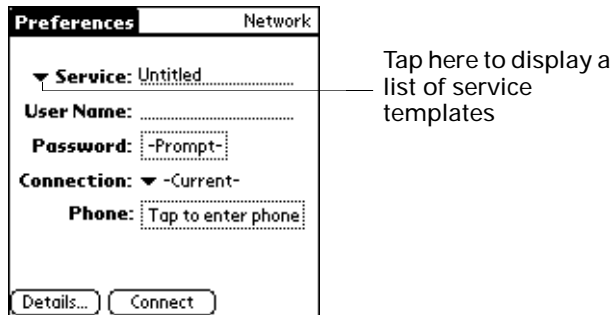 Preferences Network
Service: Untitled
User Name:
Password: -Prompt-
Connection: -Current-
Phone: Tap to enter phone
Details... Connect
Tap here to display a
list of service
templates